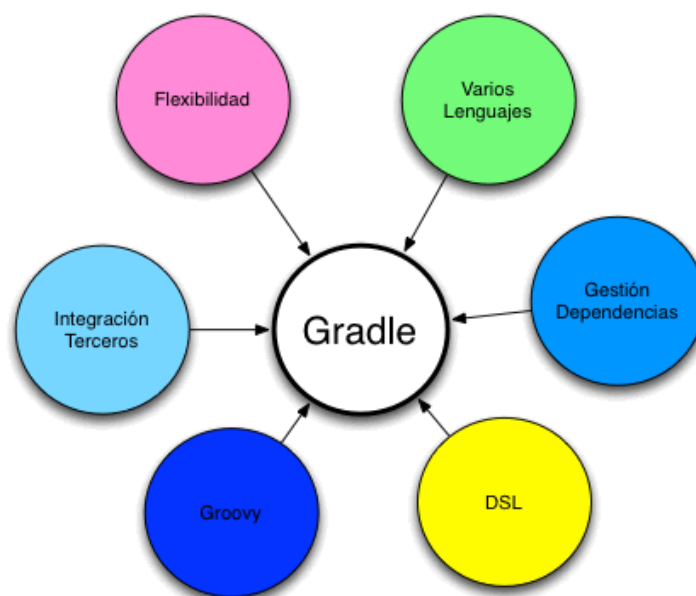 Flexibilidad
Varios
Lenguajes
Integración
Terceros
Gradle
Gestión
Dependencias
Groovy
DSL